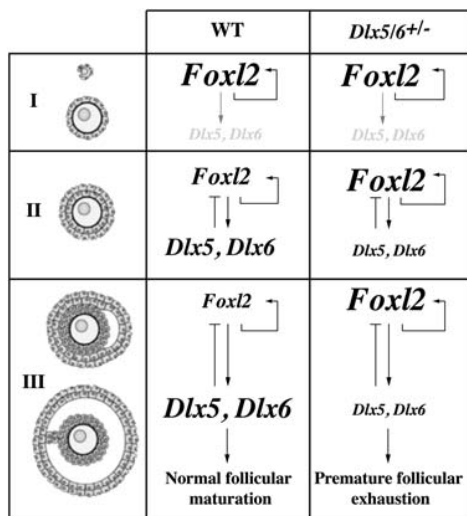 WT Dlx5/6+/-
I
Foxl2 Foxl2
Dlx5, Dlx6 Dlx5, Dlx6
II
Foxl2 Foxl2
Dlx5, Dlx6 Dlx5, Dlx6
III
Foxl2 Foxl2
Dlx5, Dlx6 Dlx5, Dlx6
Normal follicular Premature follicular
maturation exhaustion